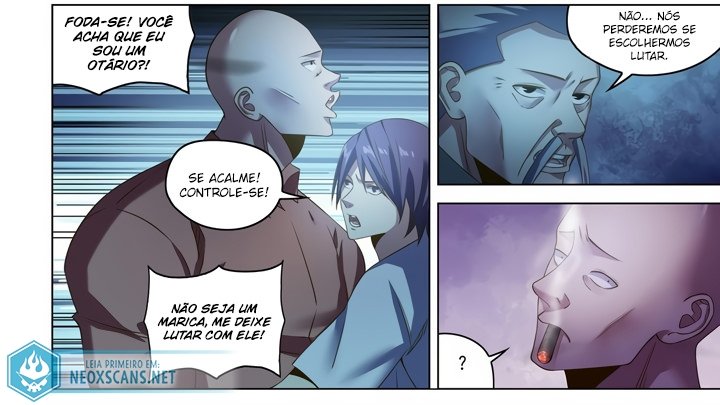 FODA-SE! VOCÊ
ACHA QUE EU
SOU UM
OTÁRIO?!
SE ACALME!
CONTROLE-SE!
NÃO SEJA UM
MARICA, ME DEIXE
LUTAR COM ELE!
NÃO... NÓS
PERDEREMOS SE
ESCOLHERMOS
LUTAR.
?
LEIA PRIMEIRO EM:
NEOXSCANS.NET